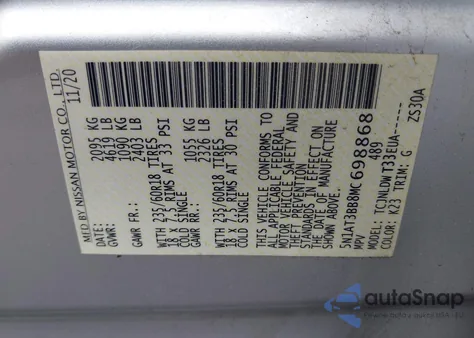 MFD BY NISSAN MOTOR CO., LTD.
11/20
GVWR: 2095 KG
4619 LB
GAWR FR: 1090 KG
2403 LB
WITH 235/60R18 TIRES
18 X 7.5 RIMS AT 33 PSI
COLD SINGLE
GAWR RR: 1055 KG
2326 LB
WITH 235/60R18 TIRES
18 X 7.5 RIMS AT 30 PSI
COLD SINGLE
THIS VEHICLE CONFORMS TO
ALL APPLICABLE FEDERAL
MOTOR VEHICLE SAFETY AND
THEFT PREVENTION
STANDARDS IN EFFECT ON
THE DATE OF MANUFACTURE
SHOWN ABOVE.
5N1AT3BB8MC698868
MPV 489
TC3NLDW T33EUA------
COLOR: K23 TRIM: G
ZS30A
autoSnap